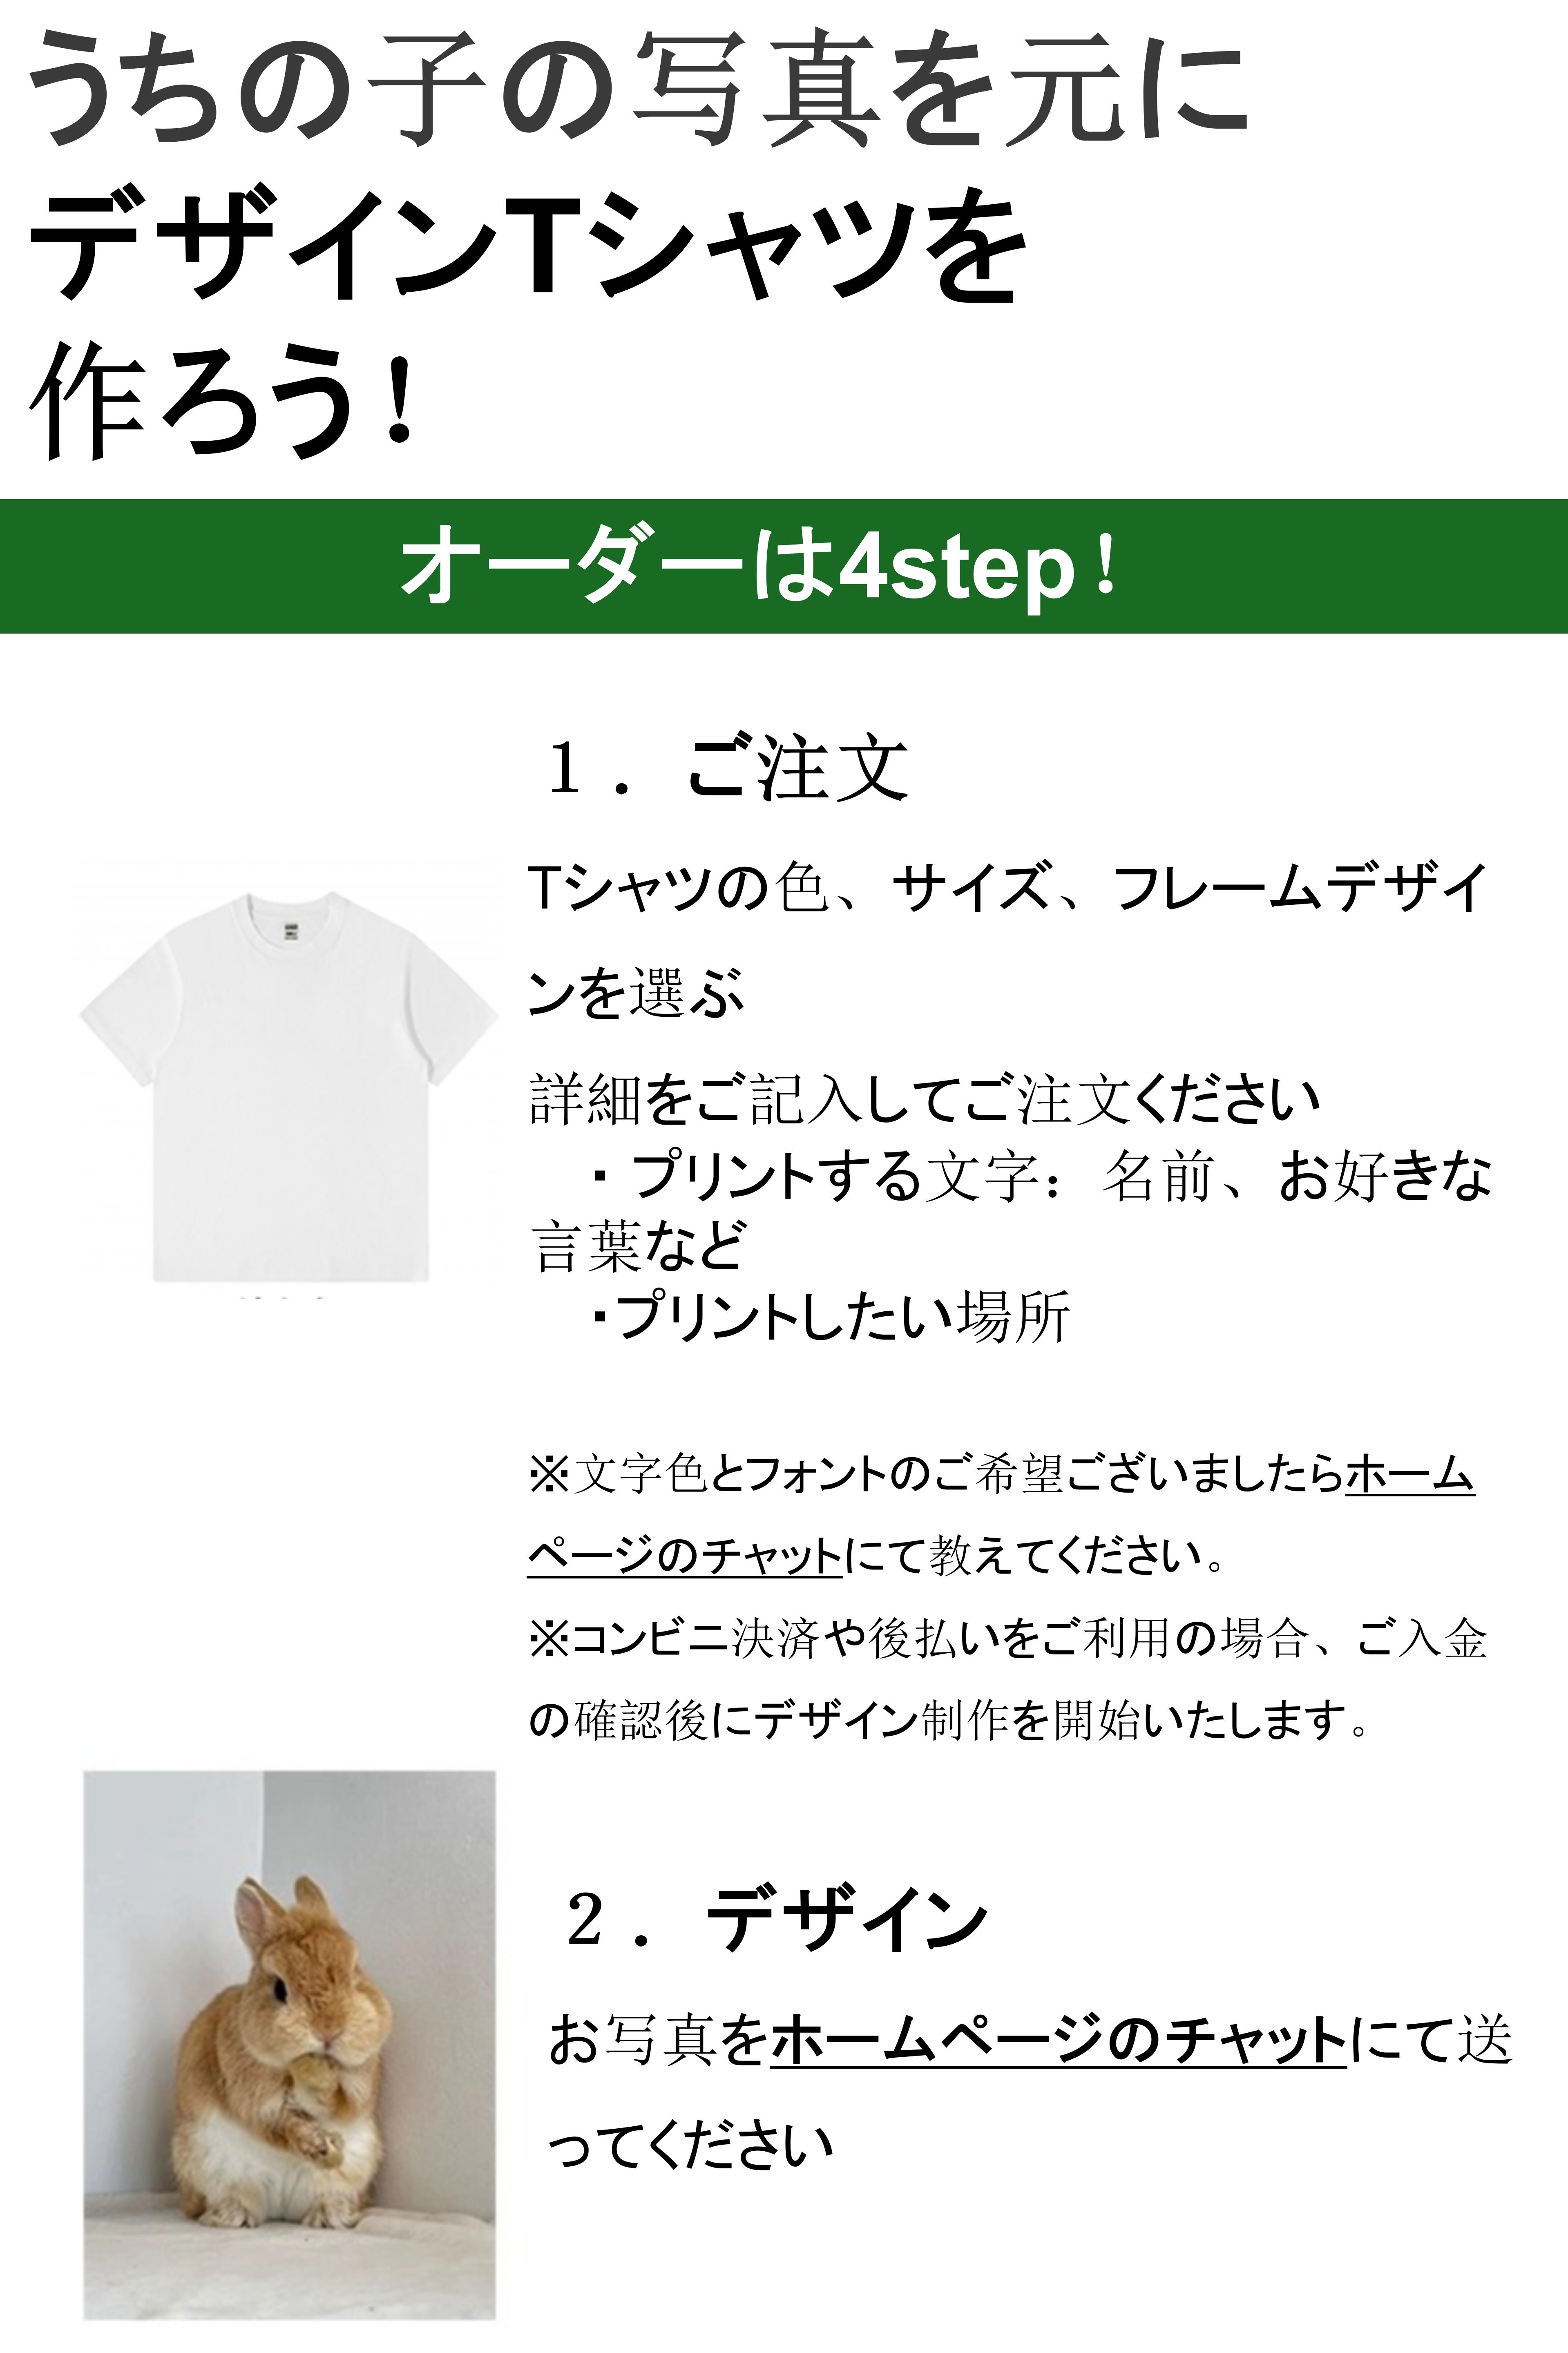 うちの子の写真を元に
デザインTシャツを
作ろう！
オーダーは4step！
１．ご注文
Tシャツの色、サイズ、フレームデザイ
ンを選ぶ
詳細をご記入してご注文ください
・プリントする文字：名前、お好きな
言葉など
・プリントしたい場所
※文字色とフォントのご希望ございましたらホーム
ページのチャットにて教えてください。
※コンビニ決済や後払いをご利用の場合、ご入金
の確認後にデザイン制作を開始いたします。
２．デザイン
お写真をホームページのチャットにて送
ってください